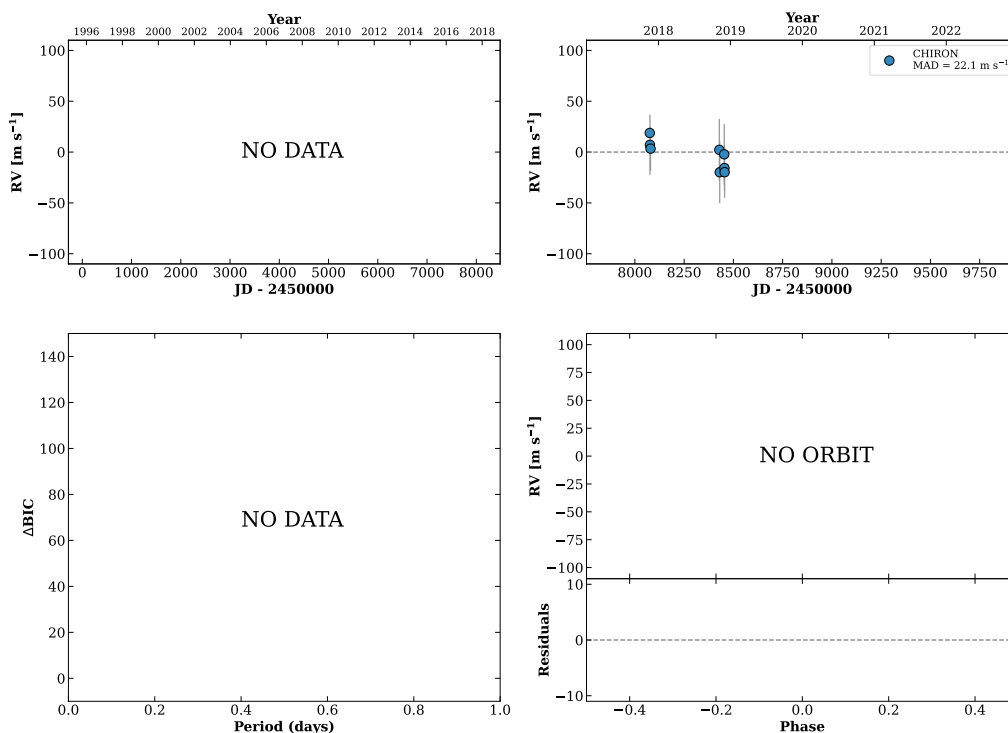 Year
1996 1998 2000 2002 2004 2006 2008 2010 2012 2014 2016 2018
100
50
0
−50
−100
RV [m s⁻¹]
NO DATA
0 1000 2000 3000 4000 5000 6000 7000 8000
JD - 2450000
Year
2018 2019 2020 2021 2022
CHIRON
MAD = 22.1 m s⁻¹
100
50
0
−50
−100
RV [m s⁻¹]
8000 8250 8500 8750 9000 9250 9500 9750
JD - 2450000
140
120
100
80
60
40
20
0
ΔBIC
NO DATA
0.0 0.2 0.4 0.6 0.8 1.0
Period (days)
100
75
50
25
0
−25
−50
−75
−100
RV [m s⁻¹]
NO ORBIT
10
0
−10
Residuals
−0.4 −0.2 0.0 0.2 0.4
Phase